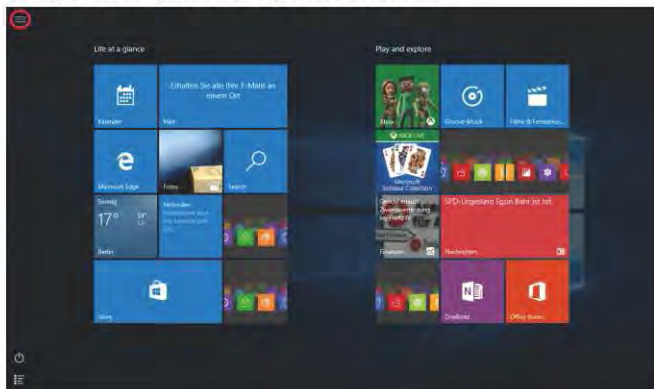 Life at a glance
Play and explore
Kalender
Erhalten Sie alle Ihre E-Mails an
einem Ort
Mail
Xbox
Groove-Musik
Filme & Fernsehse...
Microsoft Edge
Fotos
Search
XBOX LIVE
Microsoft
Solitaire Collection
Sonnig
17°
Berlin
Finanzen
SPD-Urgestein Egon Bahr ist tot
Nachrichten
Store
OneNote